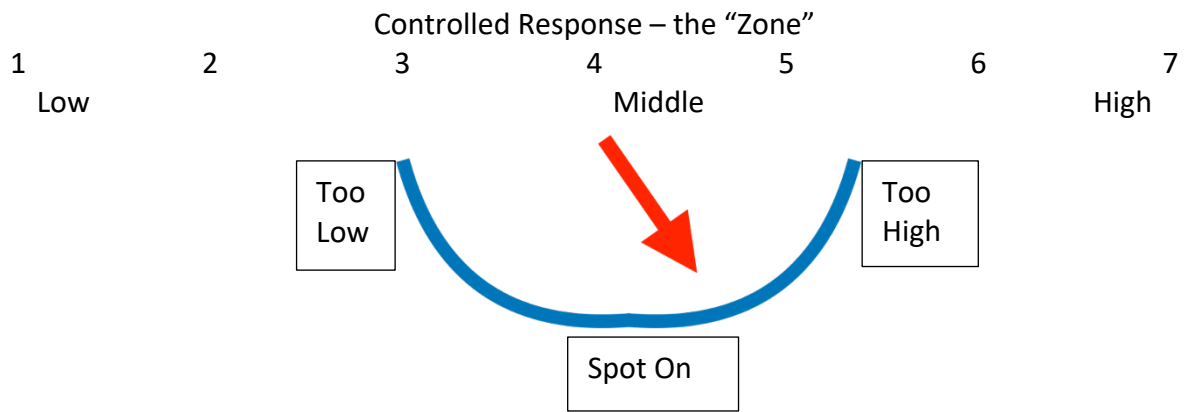 Controlled Response – the “Zone”
1 2 3 4 5 6 7
Low Middle High
Too
Low
Too
High
Spot On